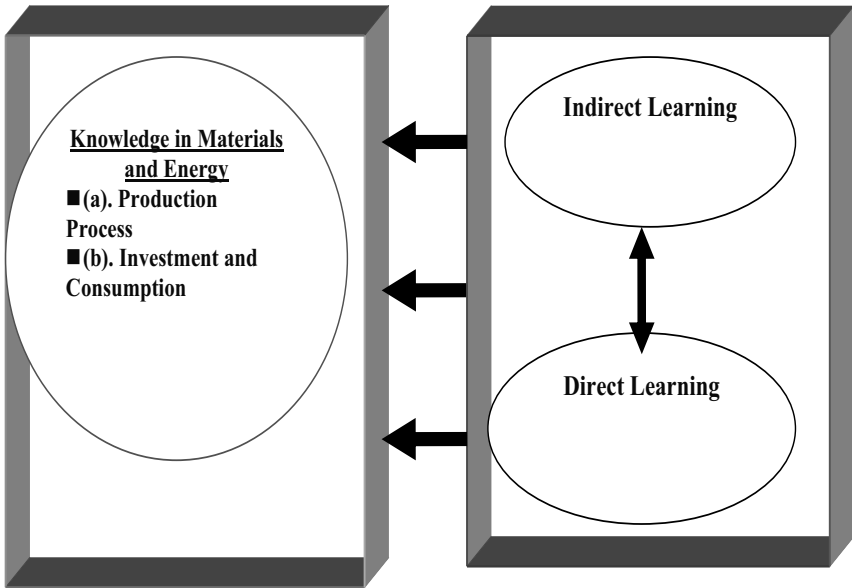 Knowledge in Materials
and Energy
■(a). Production
Process
■(b). Investment and
Consumption
Indirect Learning
Direct Learning